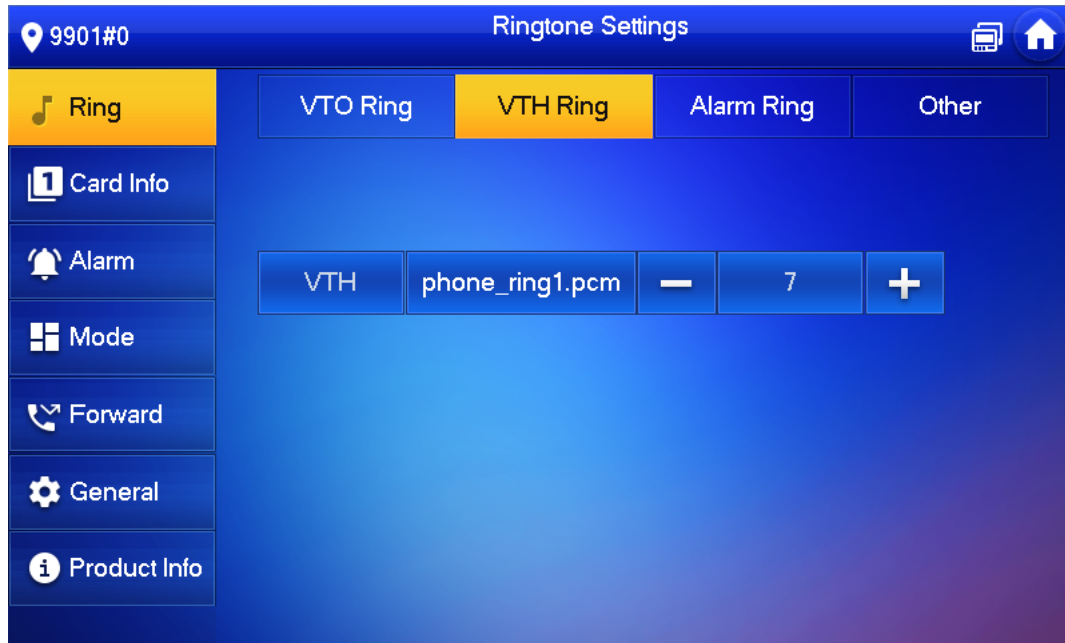 9901#0
Ringtone Settings
Ring
VTO Ring
VTH Ring
Alarm Ring
Other
1 Card Info
Alarm
VTH
phone_ring1.pcm
7
Mode
Forward
General
Product Info